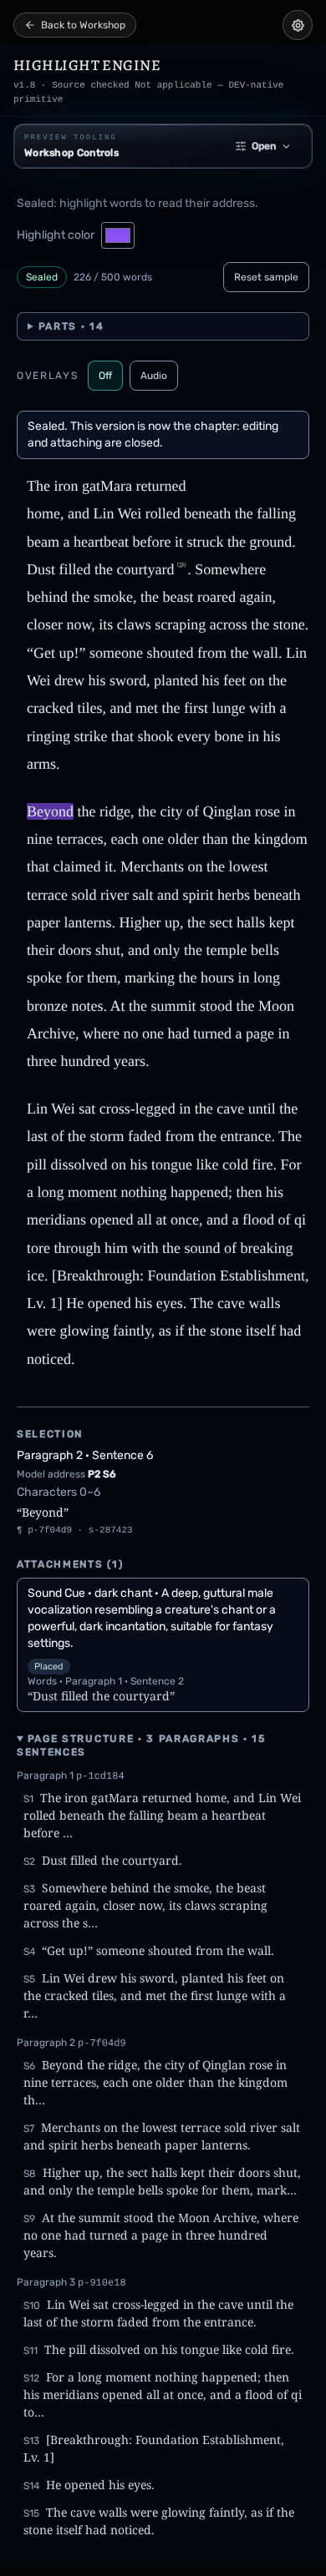 Back to Workshop
HIGHLIGHT ENGINE
v1.8 · Source checked Not applicable — DEV-native
primitive
PREVIEW TOOLING
Workshop Controls
Open
Sealed: highlight words to read their address.
Highlight color
Sealed
226 / 500 words
Reset sample
▶ PARTS · 14
OVERLAYS
Off
Audio
Sealed. This version is now the chapter: editing
and attaching are closed.
The iron gatMara returned
home, and Lin Wei rolled beneath the falling
beam a heartbeat before it struck the ground.
Dust filled the courtyard. Somewhere
behind the smoke, the beast roared again,
closer now, its claws scraping across the stone.
“Get up!” someone shouted from the wall. Lin
Wei drew his sword, planted his feet on the
cracked tiles, and met the first lunge with a
ringing strike that shook every bone in his
arms.
Beyond the ridge, the city of Qinglan rose in
nine terraces, each one older than the kingdom
that claimed it. Merchants on the lowest
terrace sold river salt and spirit herbs beneath
paper lanterns. Higher up, the sect halls kept
their doors shut, and only the temple bells
spoke for them, marking the hours in long
bronze notes. At the summit stood the Moon
Archive, where no one had turned a page in
three hundred years.
Lin Wei sat cross-legged in the cave until the
last of the storm faded from the entrance. The
pill dissolved on his tongue like cold fire. For
a long moment nothing happened; then his
meridians opened all at once, and a flood of qi
tore through him with the sound of breaking
ice. [Breakthrough: Foundation Establishment,
Lv. 1] He opened his eyes. The cave walls
were glowing faintly, as if the stone itself had
noticed.
SELECTION
Paragraph 2 · Sentence 6
Model address P2 S6
Characters 0–6
“Beyond”
¶ p-7f04d9 · s-287423
ATTACHMENTS (1)
Sound Cue · dark chant · A deep, guttural male
vocalization resembling a creature's chant or a
powerful, dark incantation, suitable for fantasy
settings.
Placed
Words · Paragraph 1 · Sentence 2
“Dust filled the courtyard”
▼ PAGE STRUCTURE · 3 PARAGRAPHS · 15
SENTENCES
Paragraph 1 p-1cd184
S1 The iron gatMara returned home, and Lin Wei
rolled beneath the falling beam a heartbeat
before …
S2 Dust filled the courtyard.
S3 Somewhere behind the smoke, the beast
roared again, closer now, its claws scraping
across the s…
S4 “Get up!” someone shouted from the wall.
S5 Lin Wei drew his sword, planted his feet on
the cracked tiles, and met the first lunge with a
r…
Paragraph 2 p-7f04d9
S6 Beyond the ridge, the city of Qinglan rose in
nine terraces, each one older than the kingdom
th…
S7 Merchants on the lowest terrace sold river salt
and spirit herbs beneath paper lanterns.
S8 Higher up, the sect halls kept their doors shut,
and only the temple bells spoke for them, mark…
S9 At the summit stood the Moon Archive, where
no one had turned a page in three hundred
years.
Paragraph 3 p-910e18
S10 Lin Wei sat cross-legged in the cave until the
last of the storm faded from the entrance.
S11 The pill dissolved on his tongue like cold fire.
S12 For a long moment nothing happened; then
his meridians opened all at once, and a flood of qi
to…
S13 [Breakthrough: Foundation Establishment,
Lv. 1]
S14 He opened his eyes.
S15 The cave walls were glowing faintly, as if the
stone itself had noticed.